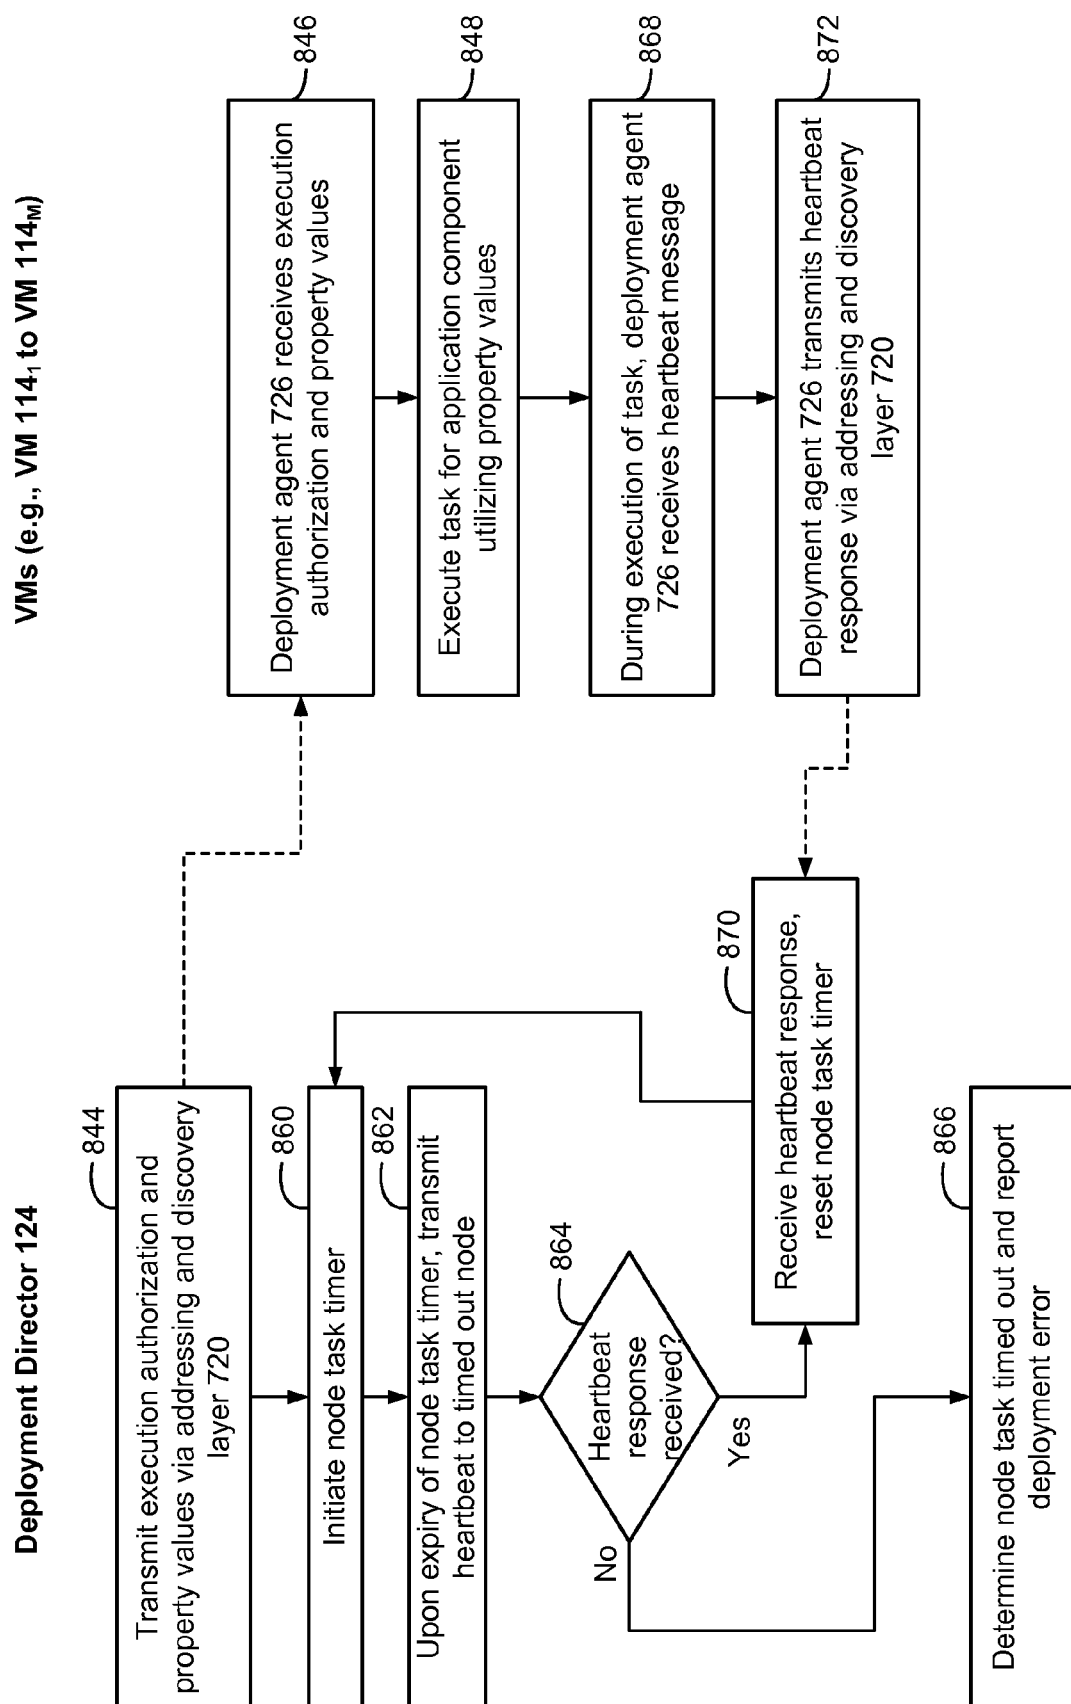 Deployment Director 124
844
Transmit execution authorization and
property values via addressing and discovery
layer 720
860
Initiate node task timer
862
Upon expiry of node task timer, transmit
heartbeat to timed out node
864
Heartbeat
response
received?
No
Yes
870
Receive heartbeat response,
reset node task timer
866
Determine node task timed out and report
deployment error
VMs (e.g., VM 114₁ to VM 114ₘ)
846
Deployment agent 726 receives execution
authorization and property values
848
Execute task for application component
utilizing property values
868
During execution of task, deployment agent
726 receives heartbeat message
872
Deployment agent 726 transmits heartbeat
response via addressing and discovery
layer 720